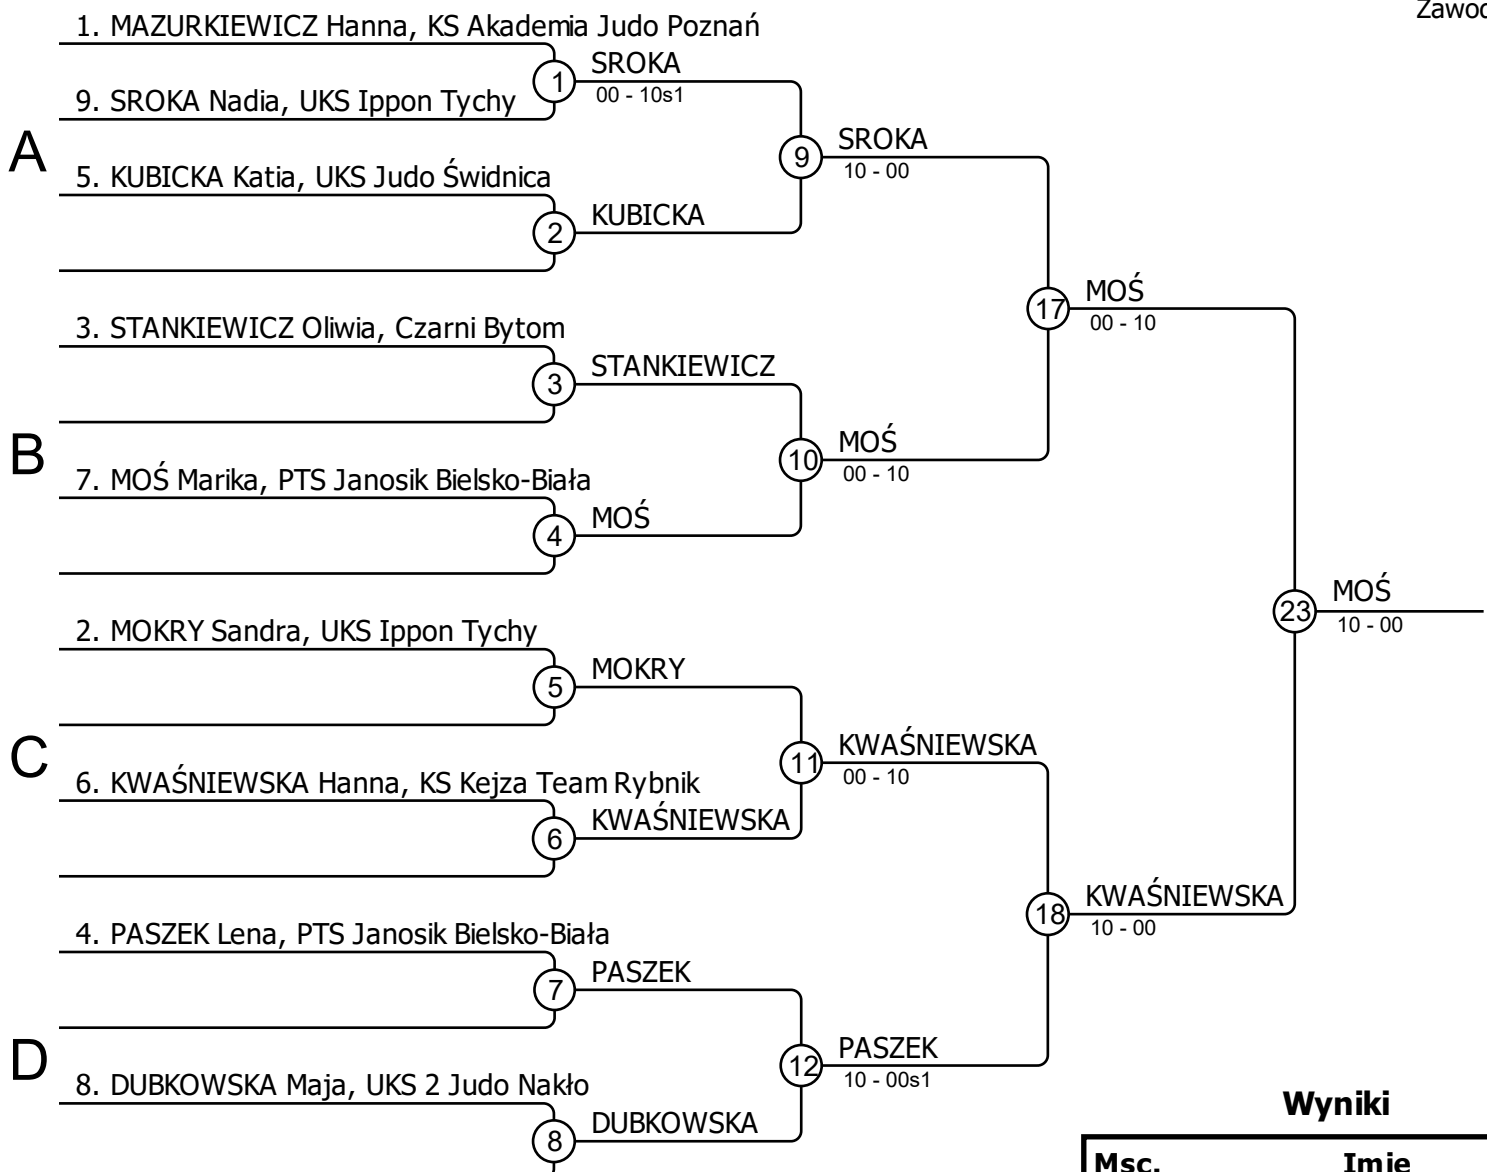 Zawod
1. MAZURKIEWICZ Hanna, KS Akademia Judo Poznań
SROKA
1
00 - 10s1
9. SROKA Nadia, UKS Ippon Tychy
A
SROKA
9
10 - 00
5. KUBICKA Katia, UKS Judo Świdnica
KUBICKA
2
MOŚ
17
00 - 10
3. STANKIEWICZ Oliwia, Czarni Bytom
STANKIEWICZ
3
B
MOŚ
10
00 - 10
7. MOŚ Marika, PTS Janosik Bielsko-Biała
MOŚ
4
MOŚ
23
10 - 00
2. MOKRY Sandra, UKS Ippon Tychy
MOKRY
5
C
KWAŚNIEWSKA
11
00 - 10
6. KWAŚNIEWSKA Hanna, KS Kejza Team Rybnik
KWAŚNIEWSKA
6
KWAŚNIEWSKA
18
10 - 00
4. PASZEK Lena, PTS Janosik Bielsko-Biała
PASZEK
7
D
PASZEK
12
10 - 00s1
8. DUBKOWSKA Maja, UKS 2 Judo Nakło
DUBKOWSKA
8
Wyniki
Msc. Imię